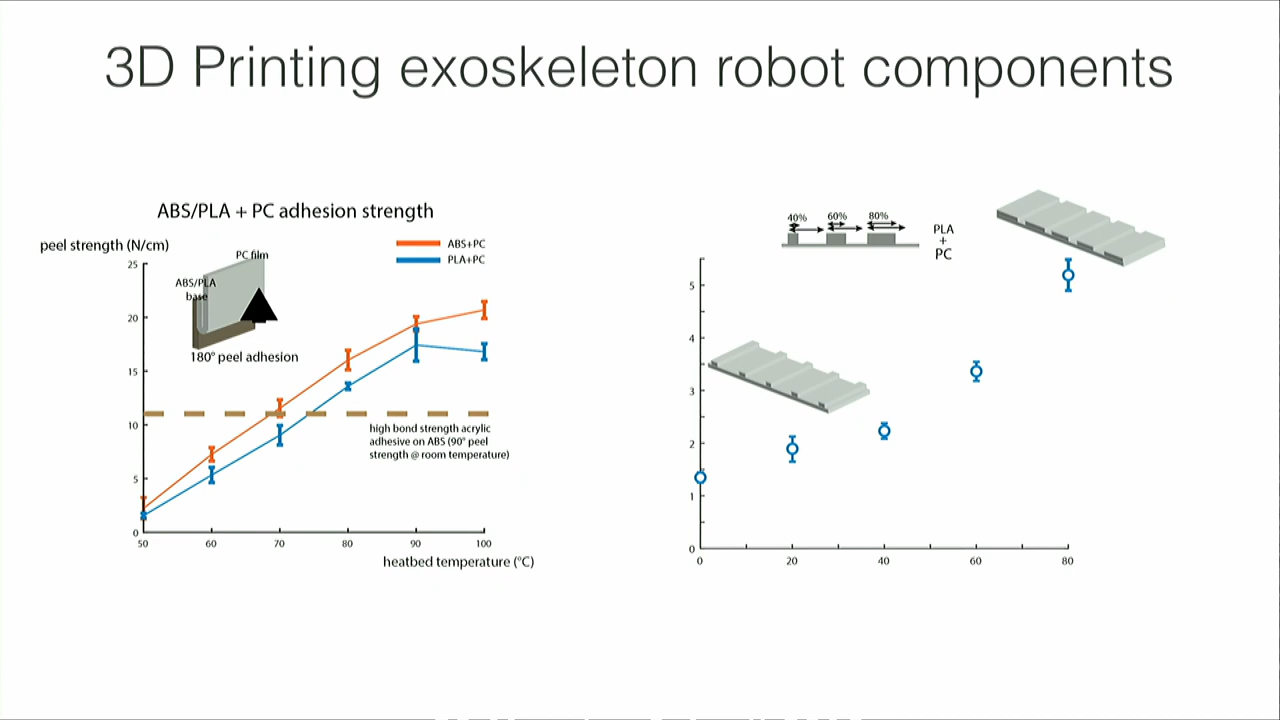 3D Printing exoskeleton robot components
ABS/PLA + PC adhesion strength
peel strength (N/cm)
ABS+PC
PLA+PC
PC film
ABS/PLA
base
180° peel adhesion
25
20
15
10
5
0
high bond strength acrylic
adhesive on ABS (90° peel
strength @ room temperature)
50 60 70 80 90 100
heatbed temperature (°C)
40% 60% 80%
PLA
+
PC
5
4
3
2
1
0
0 20 40 60 80